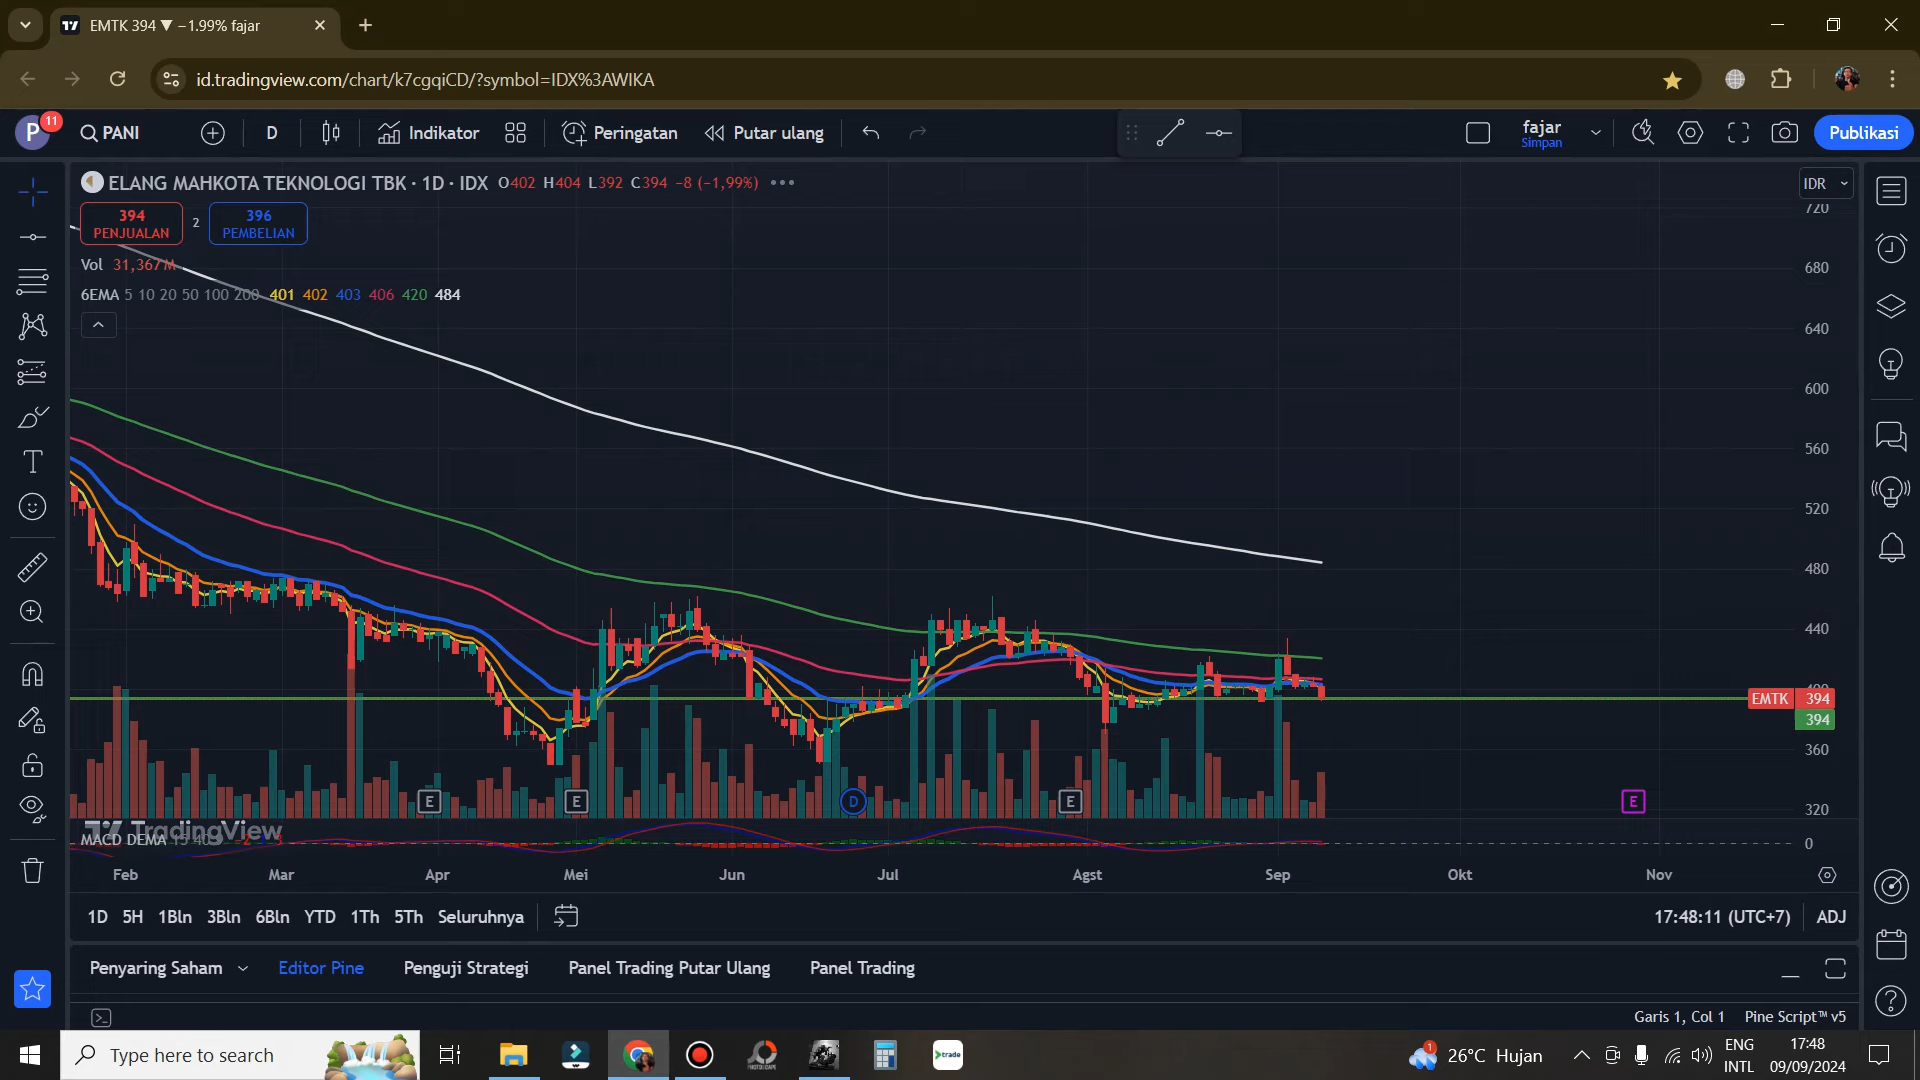 EMTK 394 ▼ −1.99% fajar
id.tradingview.com/chart/k7cgqiCD/?symbol=IDX%3AWIKA
P 11
PANI
D
Indikator
Peringatan
Putar ulang
fajar
Simpan
Publikasi
ELANG MAHKOTA TEKNOLOGI TBK · 1D · IDX O402 H404 L392 C394 −8 (−1,99%)
IDR
394
PENJUALAN
2
396
PEMBELIAN
Vol 31,367 M
6EMA 5 10 20 50 100 200 401 402 403 406 420 484
720
680
640
600
560
520
480
440
400
EMTK 394
394
360
320
E
E
D
E
E
TradingView
MACD DEMA
0
Feb Mar Apr Mei Jun Jul Agst Sep Okt Nov
1D 5H 1Bln 3Bln 6Bln YTD 1Th 5Th Seluruhnya
17:48:11 (UTC+7) ADJ
Penyaring Saham
Editor Pine
Penguji Strategi
Panel Trading Putar Ulang
Panel Trading
Garis 1, Col 1 Pine Script™ v5
Type here to search
trade
1
26°C Hujan
ENG
INTL
17:48
09/09/2024